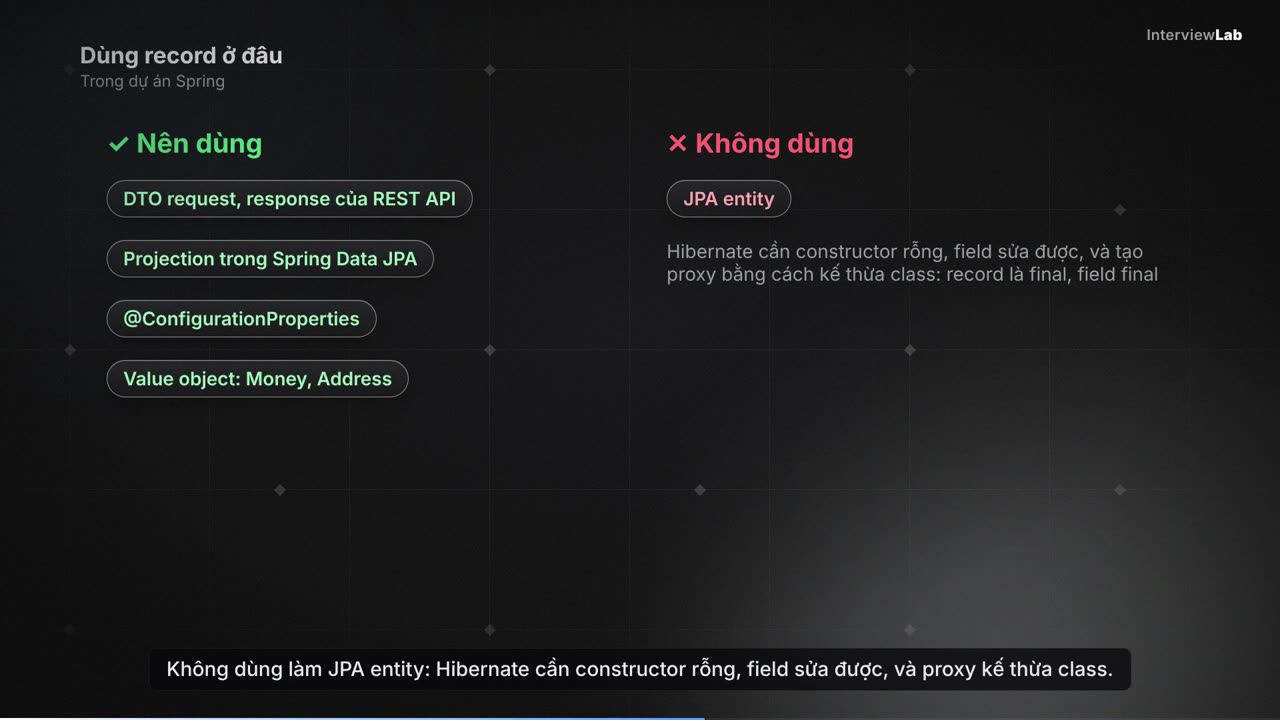 Dùng record ở đâu
Trong dự án Spring
InterviewLab
✓ Nên dùng
DTO request, response của REST API
Projection trong Spring Data JPA
@ConfigurationProperties
Value object: Money, Address
✕ Không dùng
JPA entity
Hibernate cần constructor rỗng, field sửa được, và tạo
proxy bằng cách kế thừa class: record là final, field final
Không dùng làm JPA entity: Hibernate cần constructor rỗng, field sửa được, và proxy kế thừa class.